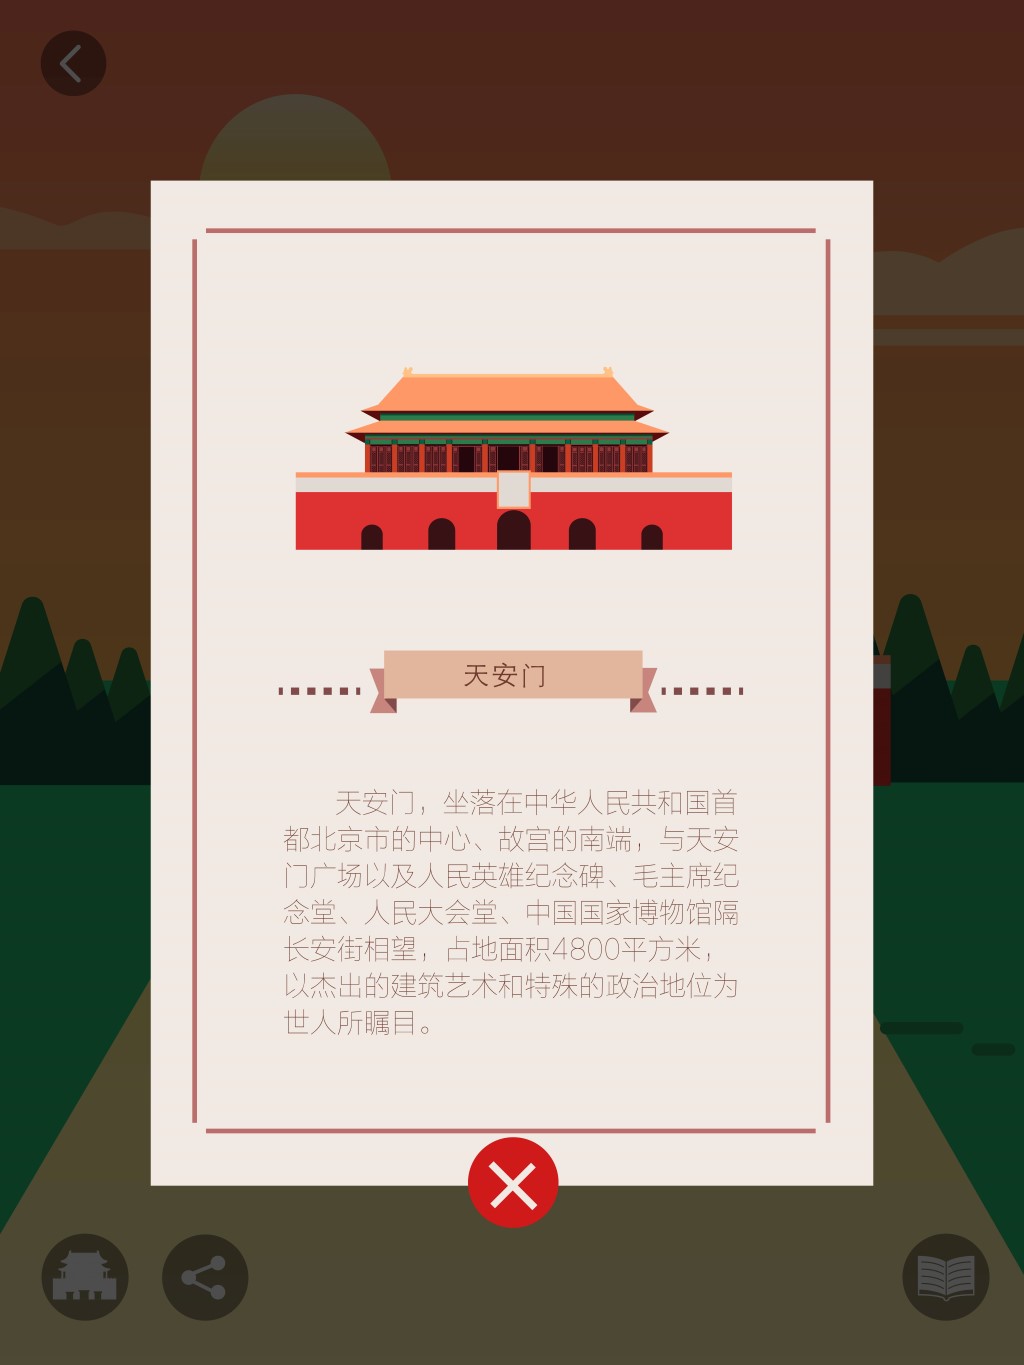 天安门
天安门，坐落在中华人民共和国首
都北京市的中心、故宫的南端，与天安
门广场以及人民英雄纪念碑、毛主席纪
念堂、人民大会堂、中国国家博物馆隔
长安街相望，占地面积4800平方米，
以杰出的建筑艺术和特殊的政治地位为
世人所瞩目。